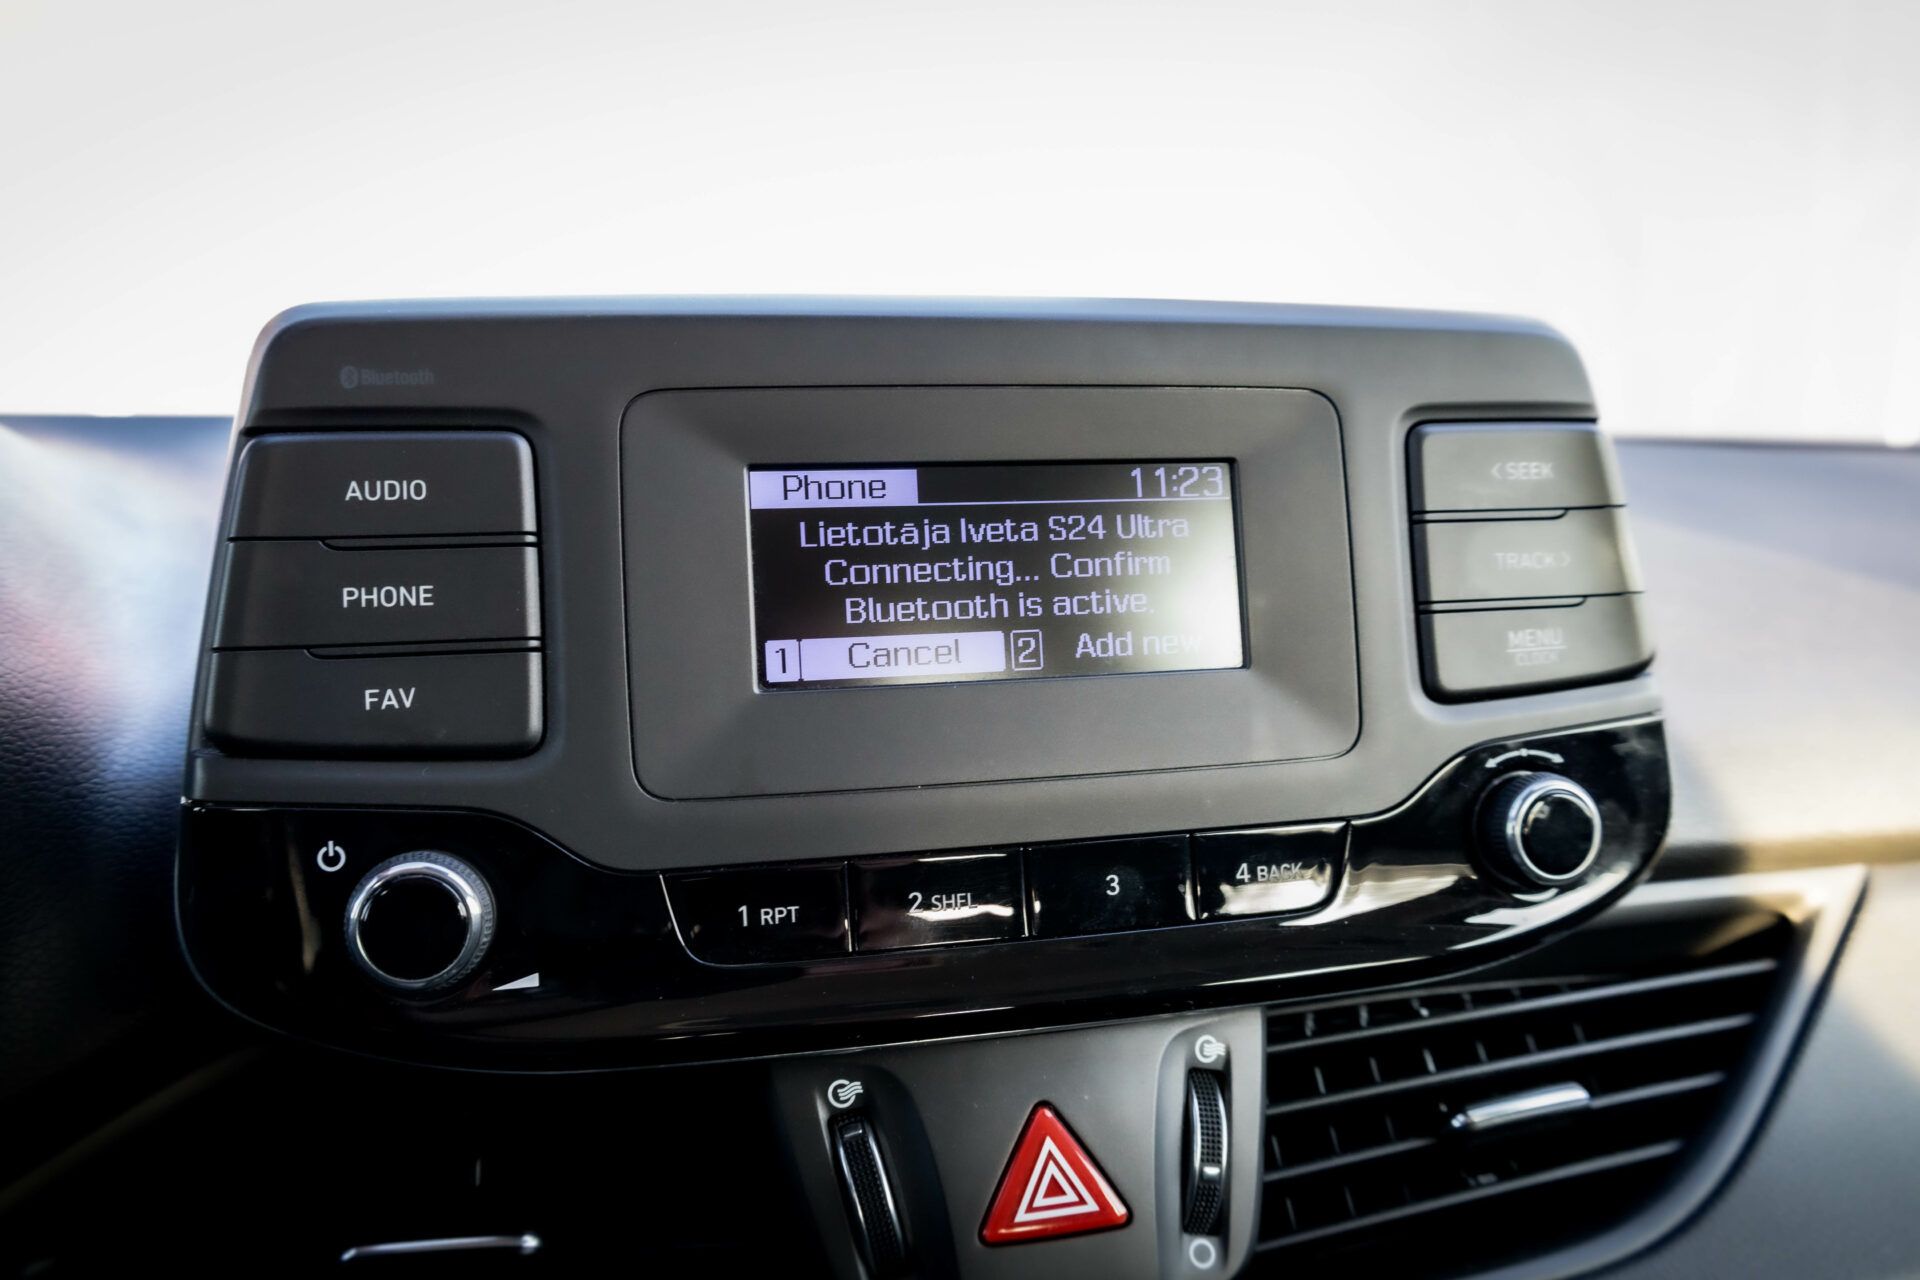 Bluetooth
AUDIO
PHONE
FAV
Phone 11:23
Lietotāja Iveta S24 Ultra
Connecting... Confirm
Bluetooth is active.
1 Cancel 2 Add new
< SEEK
TRACK >
MENU
CLOCK
1 RPT
2 SHFL
3
4 BACK